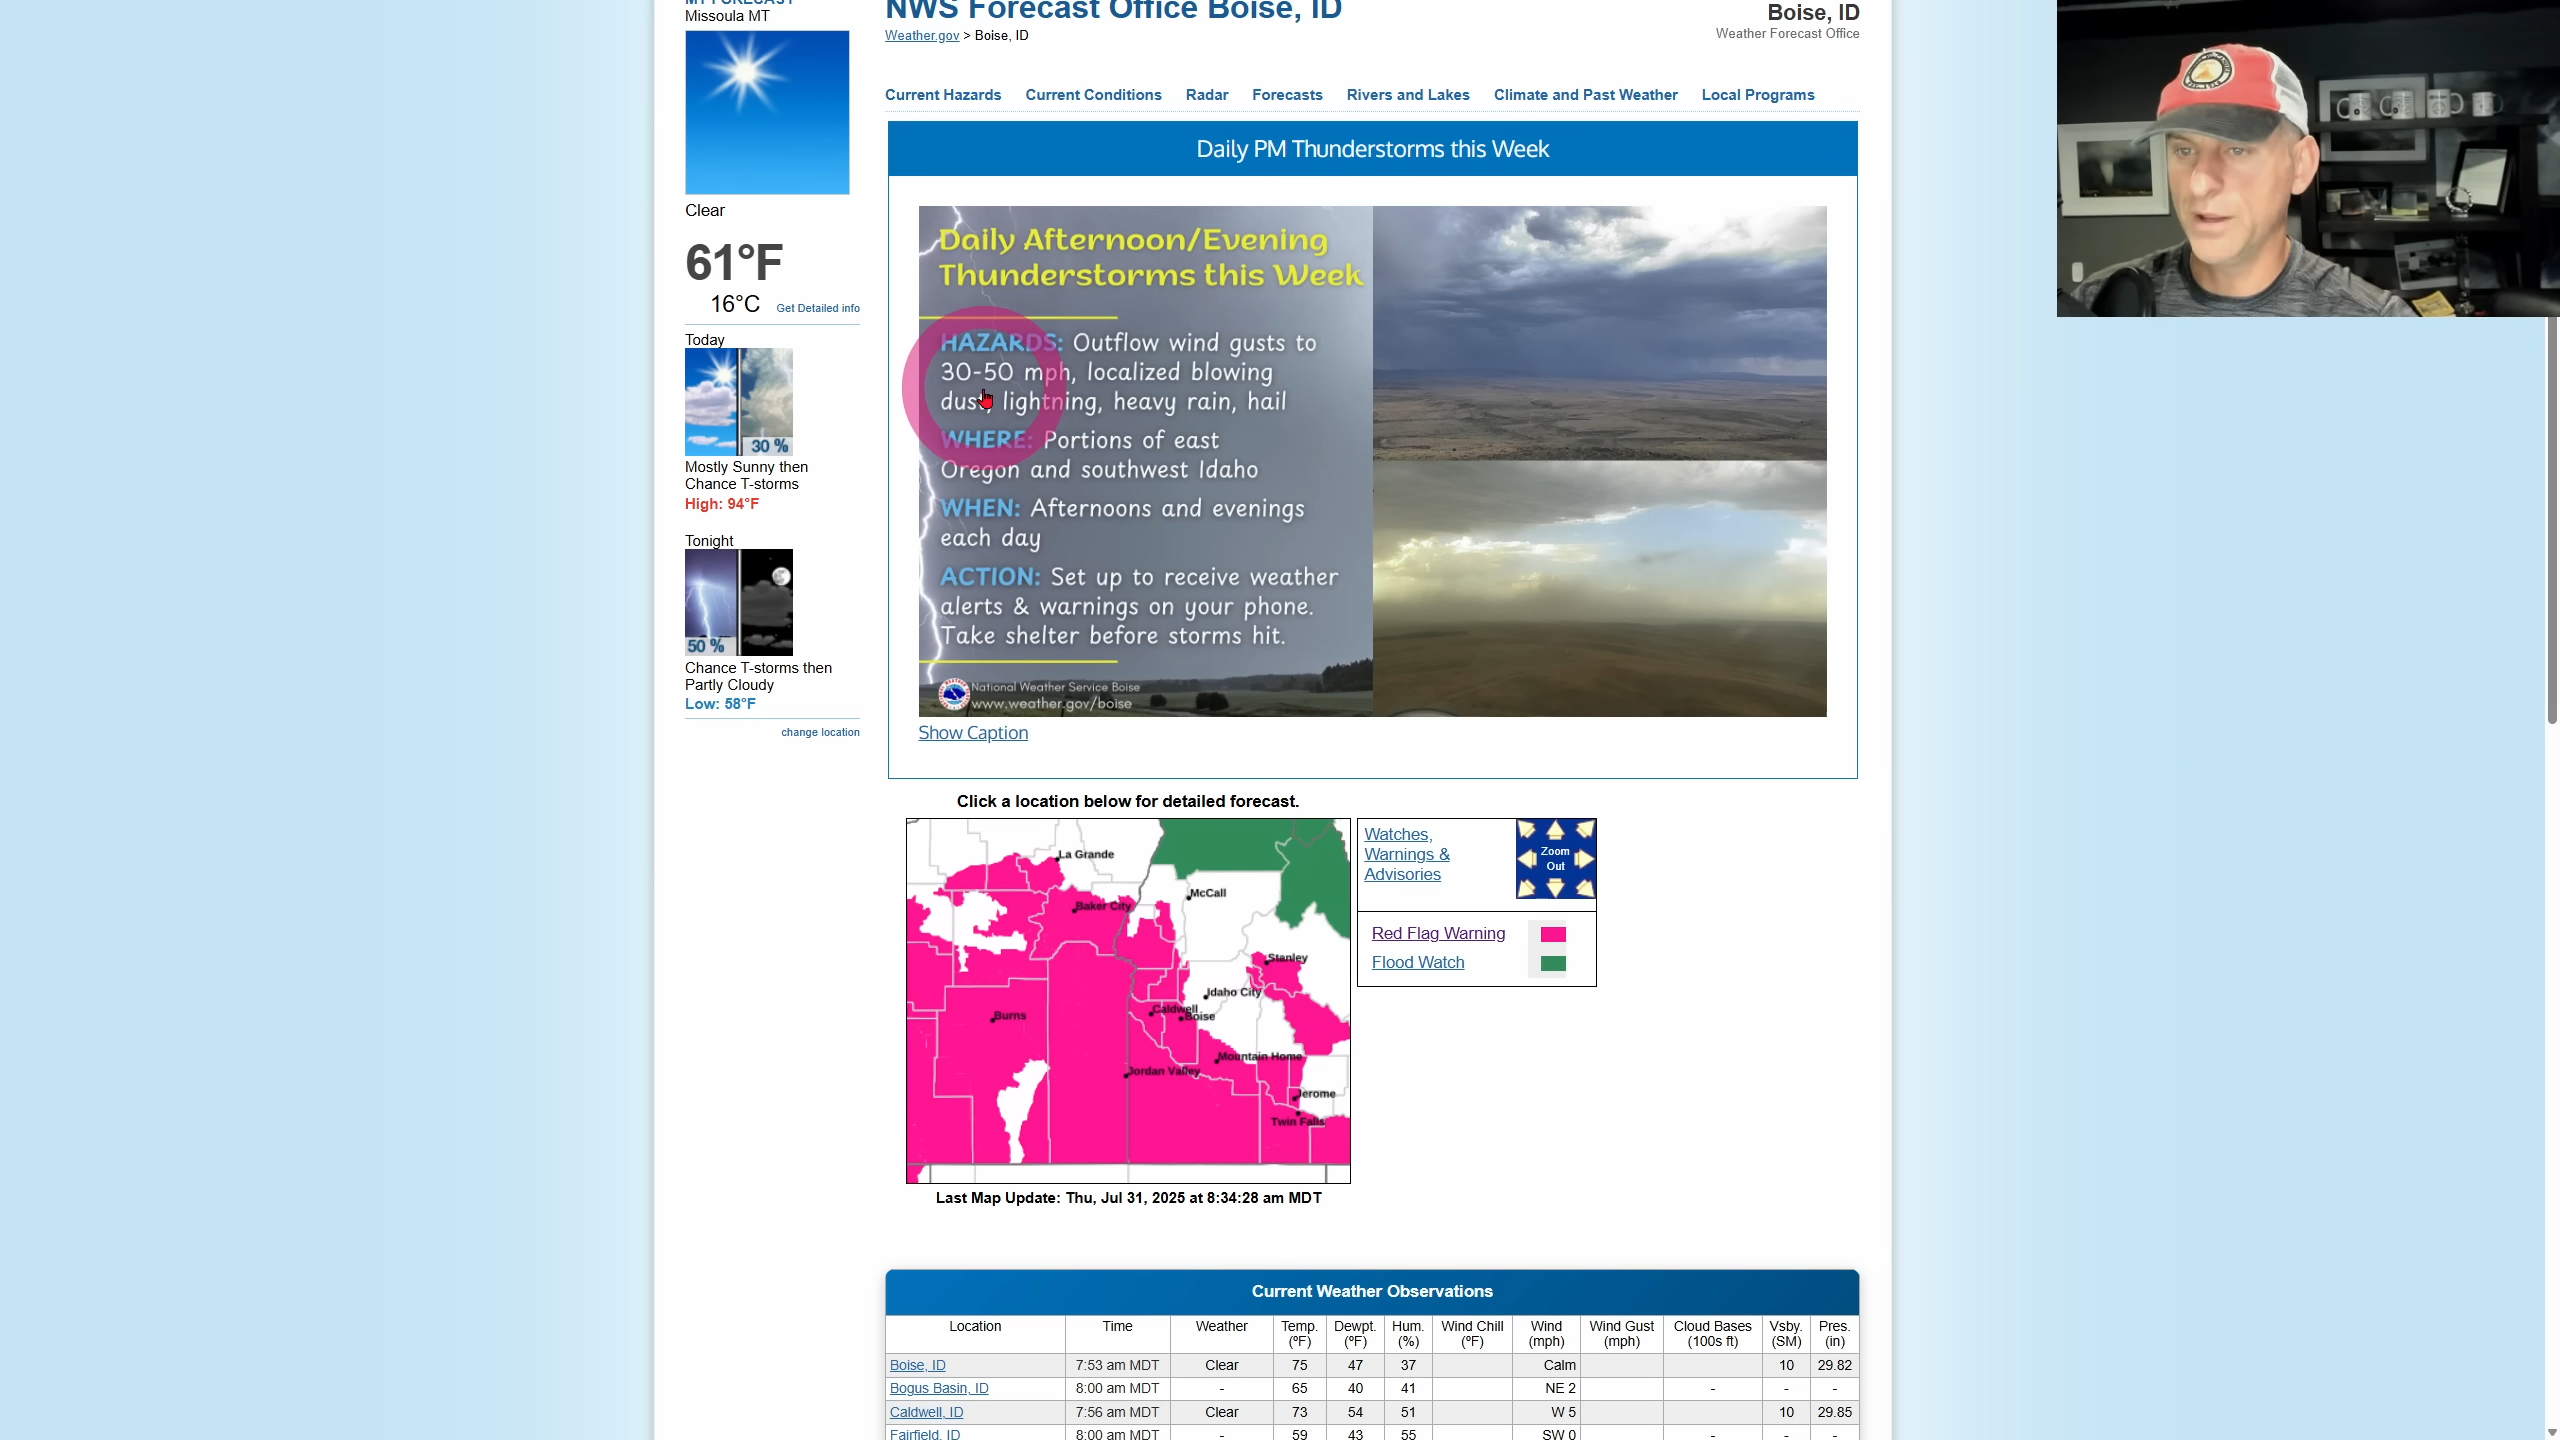 MY FORECAST
Missoula MT
Clear
61°F
16°C Get Detailed info
Today
30 %
Mostly Sunny then
Chance T-storms
High: 94°F
Tonight
50 %
Chance T-storms then
Partly Cloudy
Low: 58°F
change location
NWS Forecast Office Boise, ID
Weather.gov > Boise, ID
Boise, ID
Weather Forecast Office
Current Hazards Current Conditions Radar Forecasts Rivers and Lakes Climate and Past Weather Local Programs
Daily PM Thunderstorms this Week
Daily Afternoon/Evening
Thunderstorms this Week
HAZARDS: Outflow wind gusts to
30-50 mph, localized blowing
dust, lightning, heavy rain, hail
WHERE: Portions of east
Oregon and southwest Idaho
WHEN: Afternoons and evenings
each day
ACTION: Set up to receive weather
alerts & warnings on your phone.
Take shelter before storms hit.
National Weather Service Boise
www.weather.gov/boise
Show Caption
Click a location below for detailed forecast.
La Grande
McCall
Baker City
Stanley
Idaho City
Caldwell
Boise
Burns
Mountain Home
Jordan Valley
Jerome
Twin Falls
Watches,
Warnings &
Advisories
Zoom
Out
Red Flag Warning
Flood Watch
Last Map Update: Thu, Jul 31, 2025 at 8:34:28 am MDT
Current Weather Observations
Location Time Weather Temp. (ºF) Dewpt. (ºF) Hum. (%) Wind Chill (ºF) Wind (mph) Wind Gust (mph) Cloud Bases (100s ft) Vsby. (SM) Pres. (in)
Boise, ID 7:53 am MDT Clear 75 47 37 Calm 10 29.82
Bogus Basin, ID 8:00 am MDT - 65 40 41 NE 2 - - -
Caldwell, ID 7:56 am MDT Clear 73 54 51 W 5 10 29.85
Fairfield, ID 8:00 am MDT - 59 43 55 SW 0 - - -